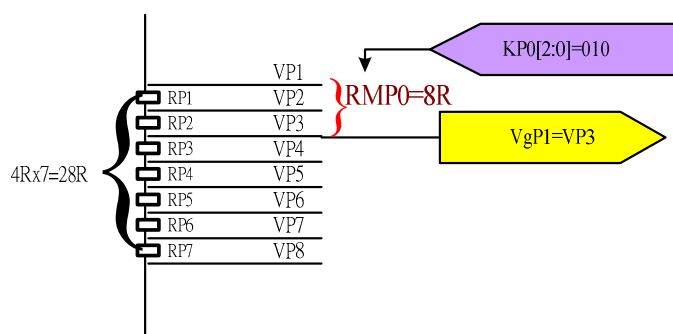 KP0[2:0]=010
VP1
RP1 VP2 RMP0=8R
RP2 VP3
VgP1=VP3
RP3 VP4
4Rx7=28R RP4 VP5
RP5 VP6
RP6 VP7
RP7 VP8